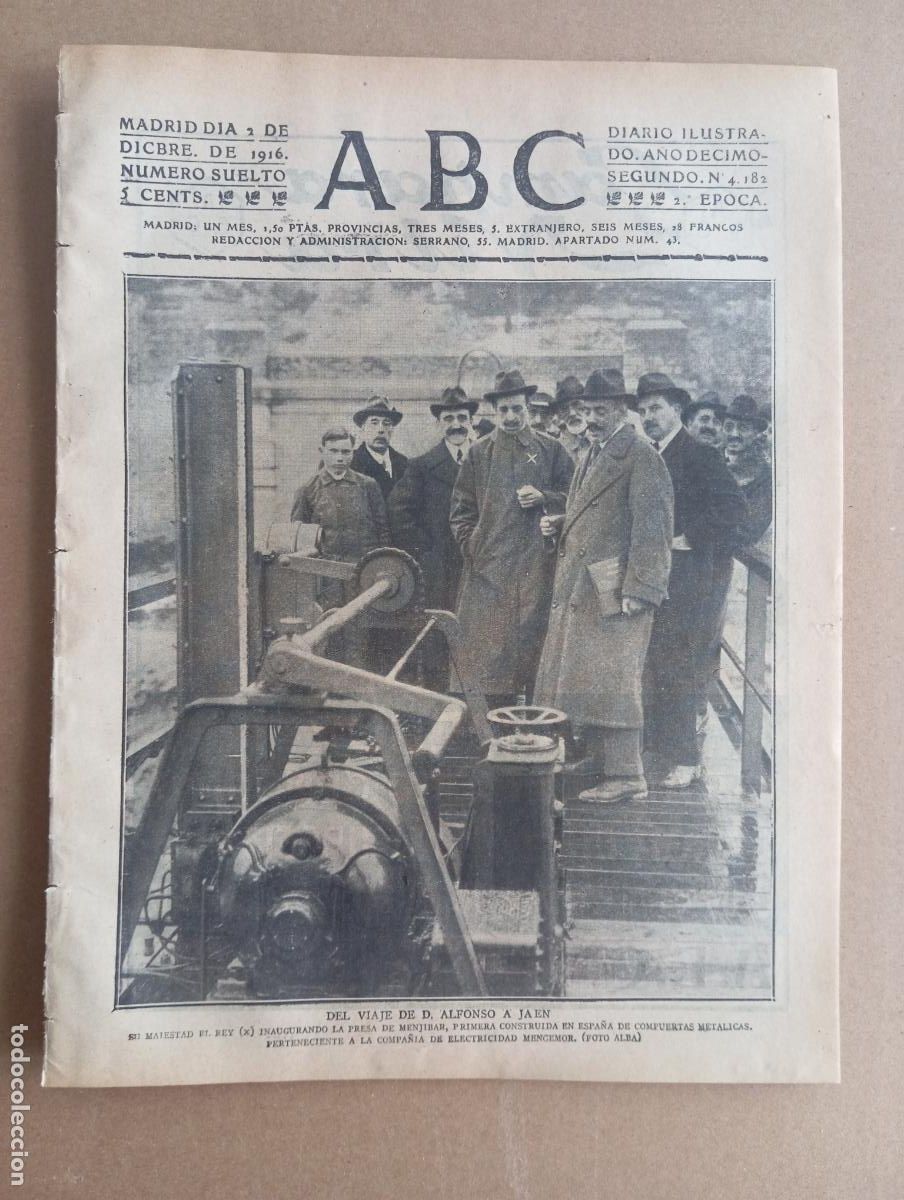 MADRID DIA 2 DE
DICBRE. DE 1916.
NUMERO SUELTO
5 CENTS.
ABC
DIARIO ILUSTRA-
DO. AÑO DECIMO-
SEGUNDO. Nº 4.182
2.ª EPOCA.
MADRID: UN MES, 1,50 PTAS, PROVINCIAS, TRES MESES, 5. EXTRANJERO, SEIS MESES, 28 FRANCOS
REDACCION Y ADMINISTRACION: SERRANO, 55. MADRID. APARTADO NUM. 43.
X
DEL VIAJE DE D. ALFONSO A JAEN
SU MAJESTAD EL REY (X) INAUGURANDO LA PRESA DE MENJIBAR, PRIMERA CONSTRUIDA EN ESPAÑA DE COMPUERTAS METALICAS.
PERTENECIENTE A LA COMPAÑIA DE ELECTRICIDAD MENGEMOR. (FOTO ALBA)
todocoleccion.net